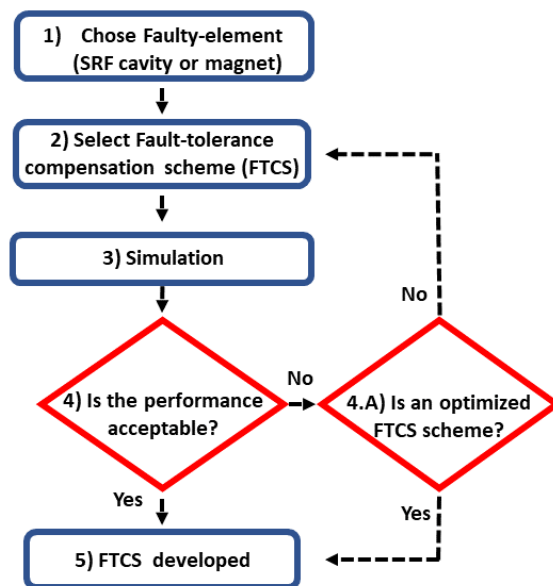 1) Chose Faulty-element
(SRF cavity or magnet)
2) Select Fault-tolerance
compensation scheme (FTCS)
3) Simulation
No
No
4) Is the performance
acceptable?
4.A) Is an optimized
FTCS scheme?
Yes
Yes
5) FTCS developed